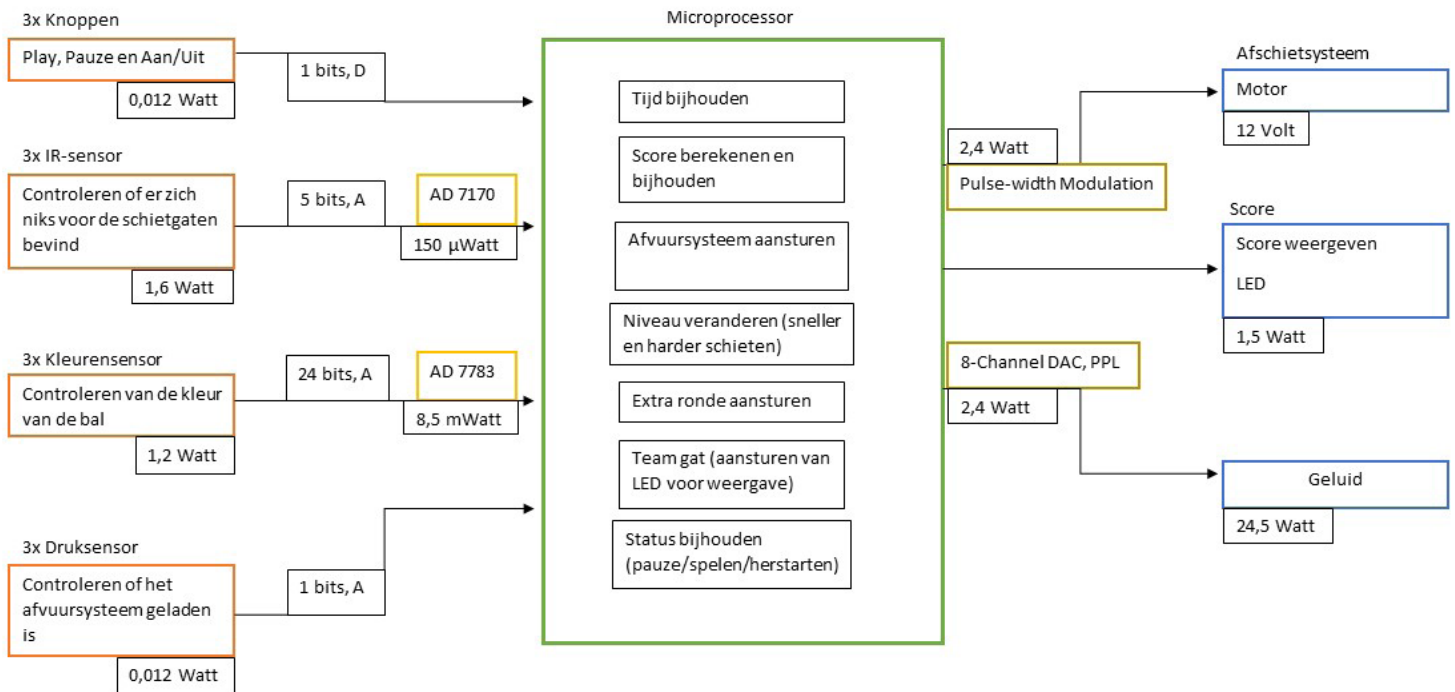 3x Knoppen
Play, Pauze en Aan/Uit
0,012 Watt
1 bits, D
3x IR-sensor
Controleren of er zich
niks voor de schietgaten
bevind
1,6 Watt
5 bits, A
AD 7170
150 µWatt
3x Kleurensensor
Controleren van de kleur
van de bal
1,2 Watt
24 bits, A
AD 7783
8,5 mWatt
3x Druksensor
Controleren of het
afvuursysteem geladen
is
0,012 Watt
1 bits, A
Microprocessor
Tijd bijhouden
Score berekenen en
bijhouden
Afvuursysteem aansturen
Niveau veranderen (sneller
en harder schieten)
Extra ronde aansturen
Team gat (aansturen van
LED voor weergave)
Status bijhouden
(pauze/spelen/herstarten)
2,4 Watt
Pulse-width Modulation
8-Channel DAC, PPL
2,4 Watt
Afschietsysteem
Motor
12 Volt
Score
Score weergeven
LED
1,5 Watt
Geluid
24,5 Watt